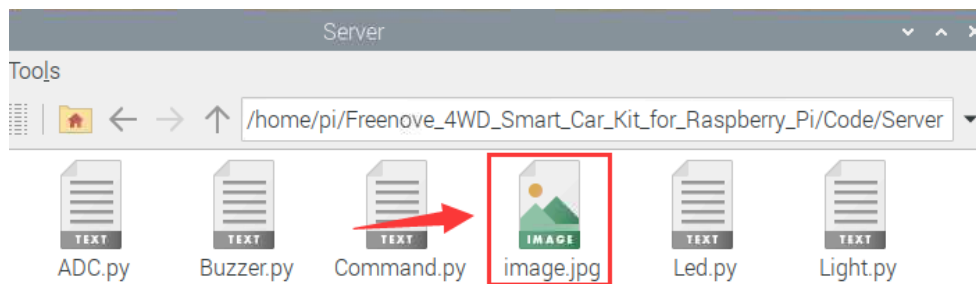 Server
Tools
/home/pi/Freenove_4WD_Smart_Car_Kit_for_Raspberry_Pi/Code/Server
TEXT TEXT TEXT IMAGE TEXT TEXT
ADC.py Buzzer.py Command.py image.jpg Led.py Light.py